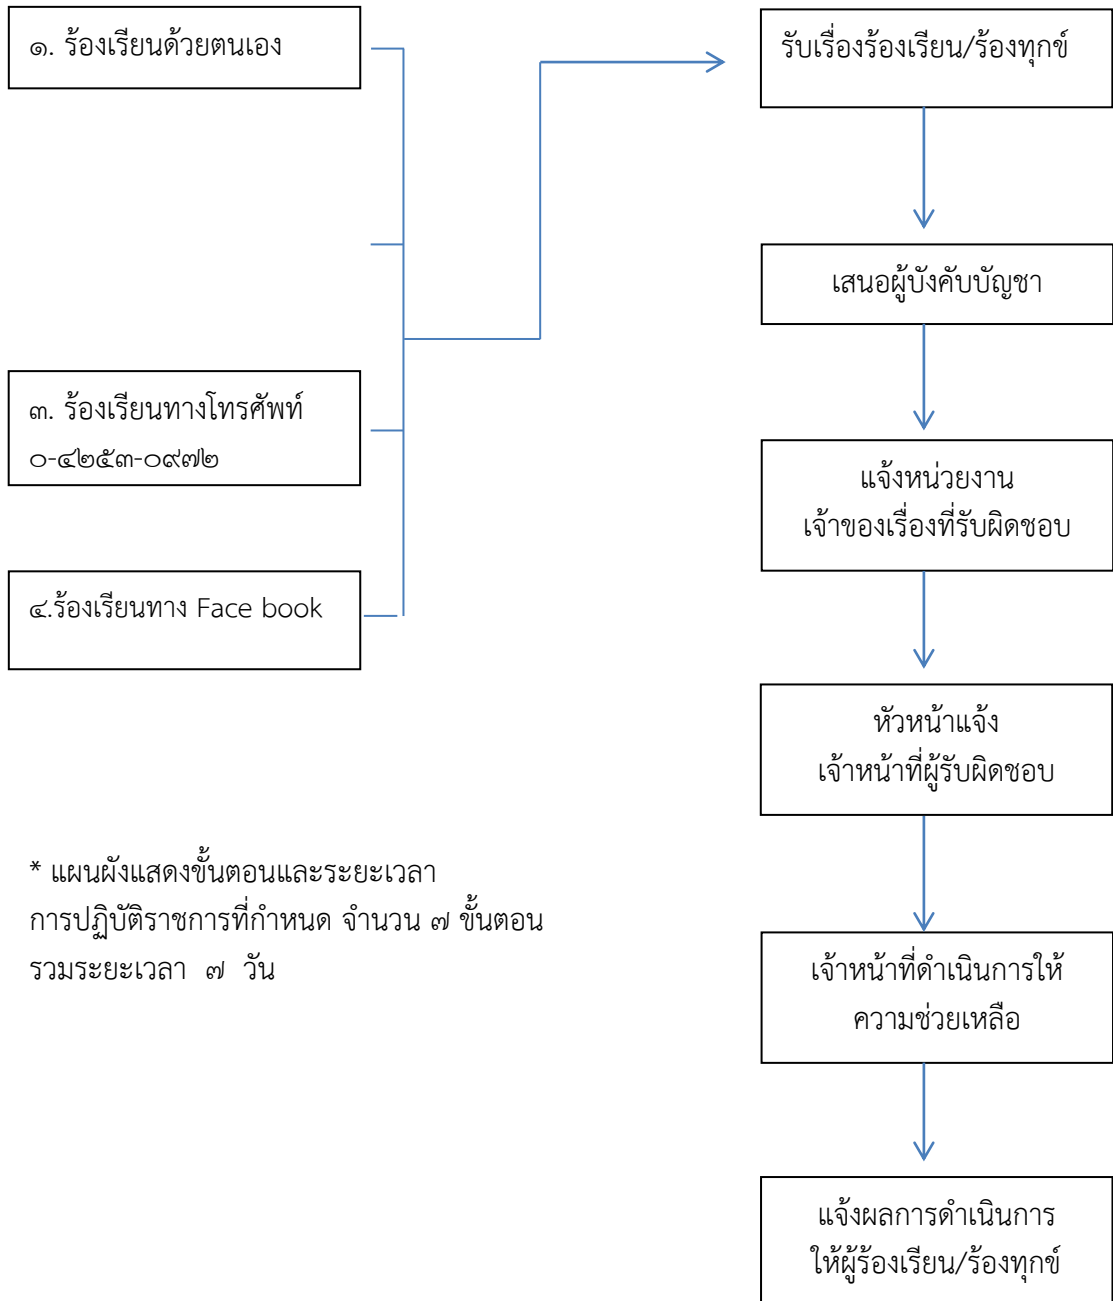 ๑. ร้องเรียนด้วยตนเอง
๓. ร้องเรียนทางโทรศัพท์
๐-๔๒๕๓-๐๙๗๒
๔.ร้องเรียนทาง Face book
* แผนผังแสดงขั้นตอนและระยะเวลา
การปฏิบัติราชการที่กำหนด จำนวน ๗ ขั้นตอน
รวมระยะเวลา ๗ วัน
รับเรื่องร้องเรียน/ร้องทุกข์
เสนอผู้บังคับบัญชา
แจ้งหน่วยงาน
เจ้าของเรื่องที่รับผิดชอบ
หัวหน้าแจ้ง
เจ้าหน้าที่ผู้รับผิดชอบ
เจ้าหน้าที่ดำเนินการให้
ความช่วยเหลือ
แจ้งผลการดำเนินการ
ให้ผู้ร้องเรียน/ร้องทุกข์